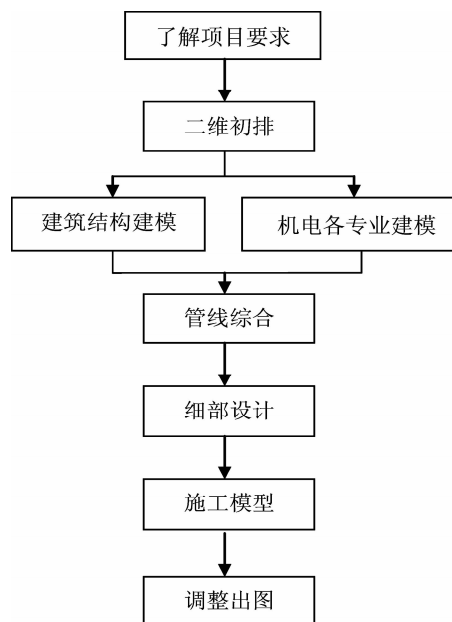 了解项目要求
二维初排
建筑结构建模
机电各专业建模
管线综合
细部设计
施工模型
调整出图